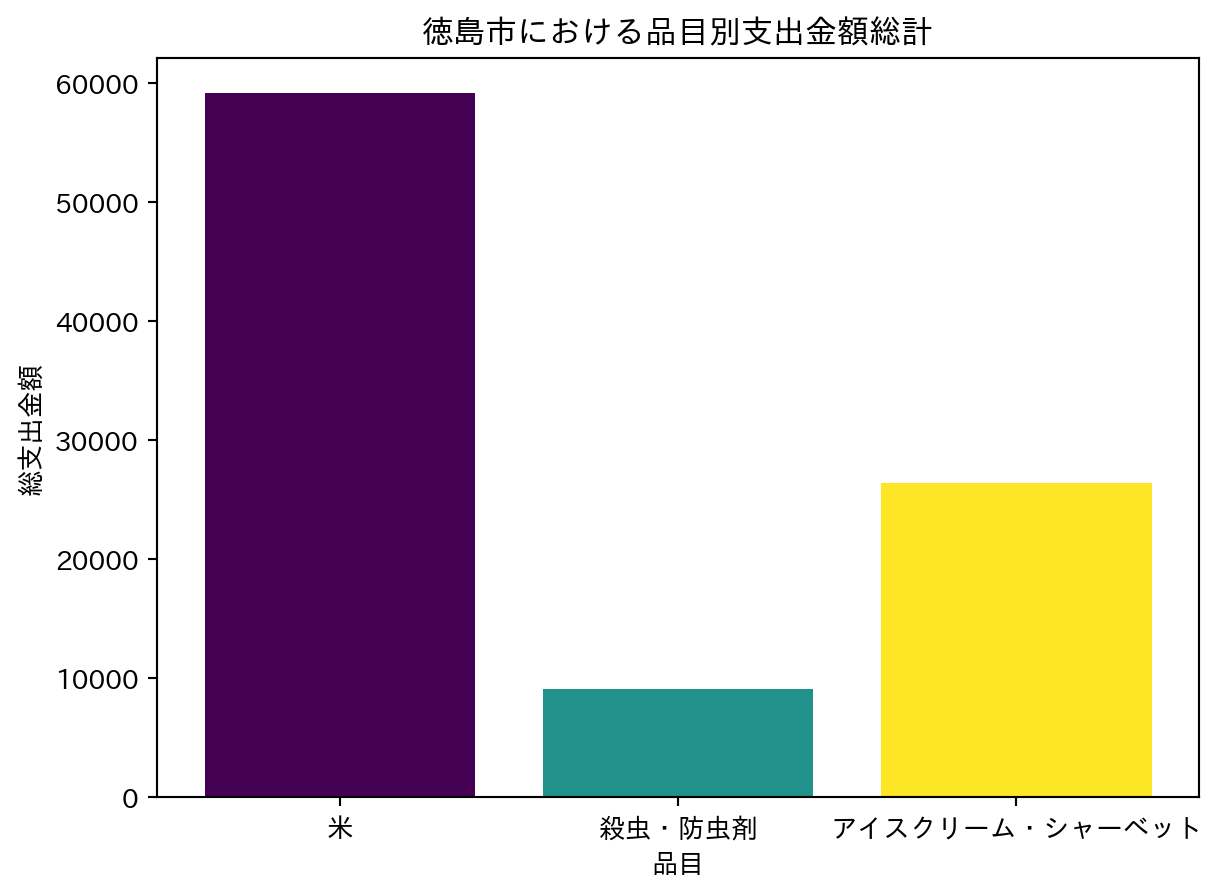 徳島市における品目別支出金額総計
60000
50000
40000
30000
20000
10000
0
総支出金額
米
殺虫・防虫剤
アイスクリーム・シャーベット
品目